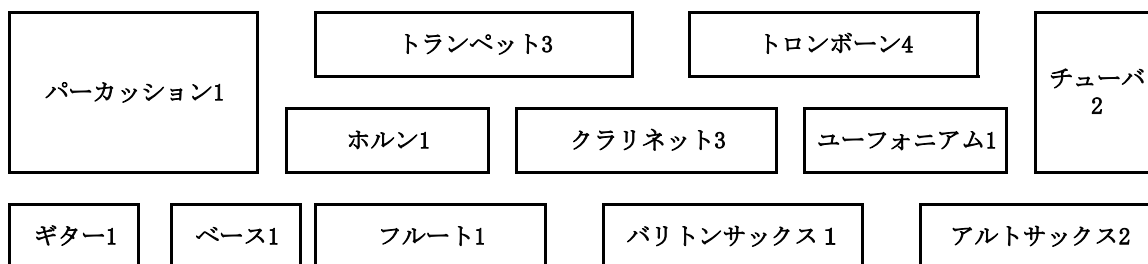 トランペット3
トロンボーン4
パーカッション1
チューバ
2
ホルン1
クラリネット3
ユーフォニアム1
ギター1
ベース1
フルート1
バリトンサックス１
アルトサックス2